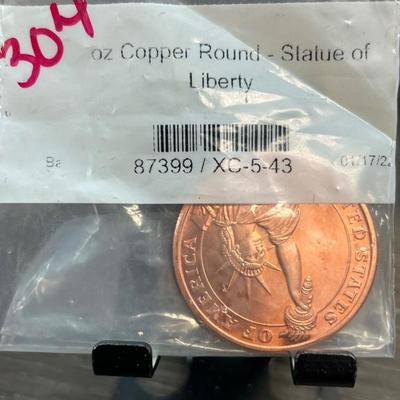 304
oz Copper Round - Statue of
Liberty
Ba
87399 / XC-5-43
01/17/2
UNITED STATES
OF AMERICA